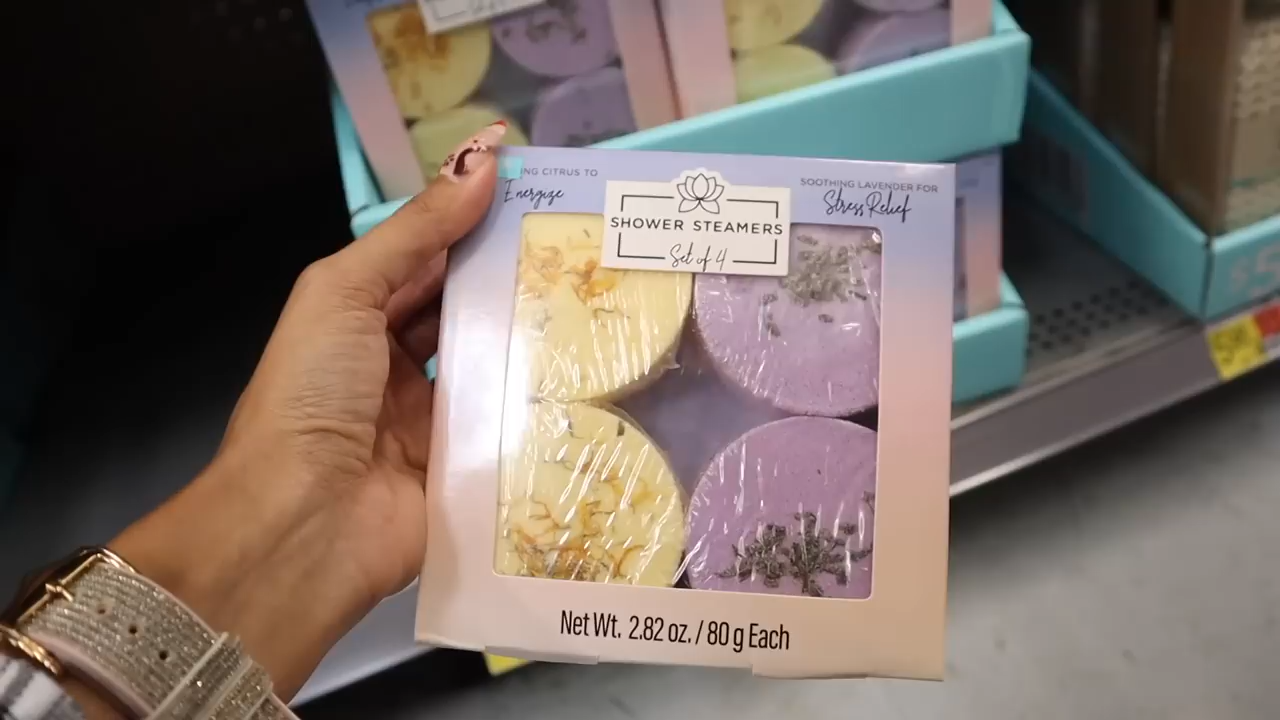 ING CITRUS TO
Energize
SHOWER STEAMERS
Set of 4
SOOTHING LAVENDER FOR
Stress Relief
Net Wt. 2.82 oz. / 80 g Each